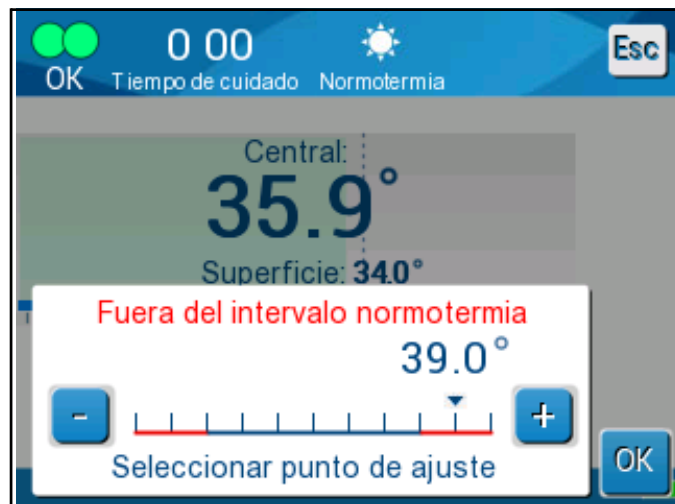 OK
0 00
Tiempo de cuidado
Normotermia
Esc
Central:
35.9°
Superficie: 34.0°
Fuera del intervalo normotermia
39.0°
-
+
Seleccionar punto de ajuste
OK